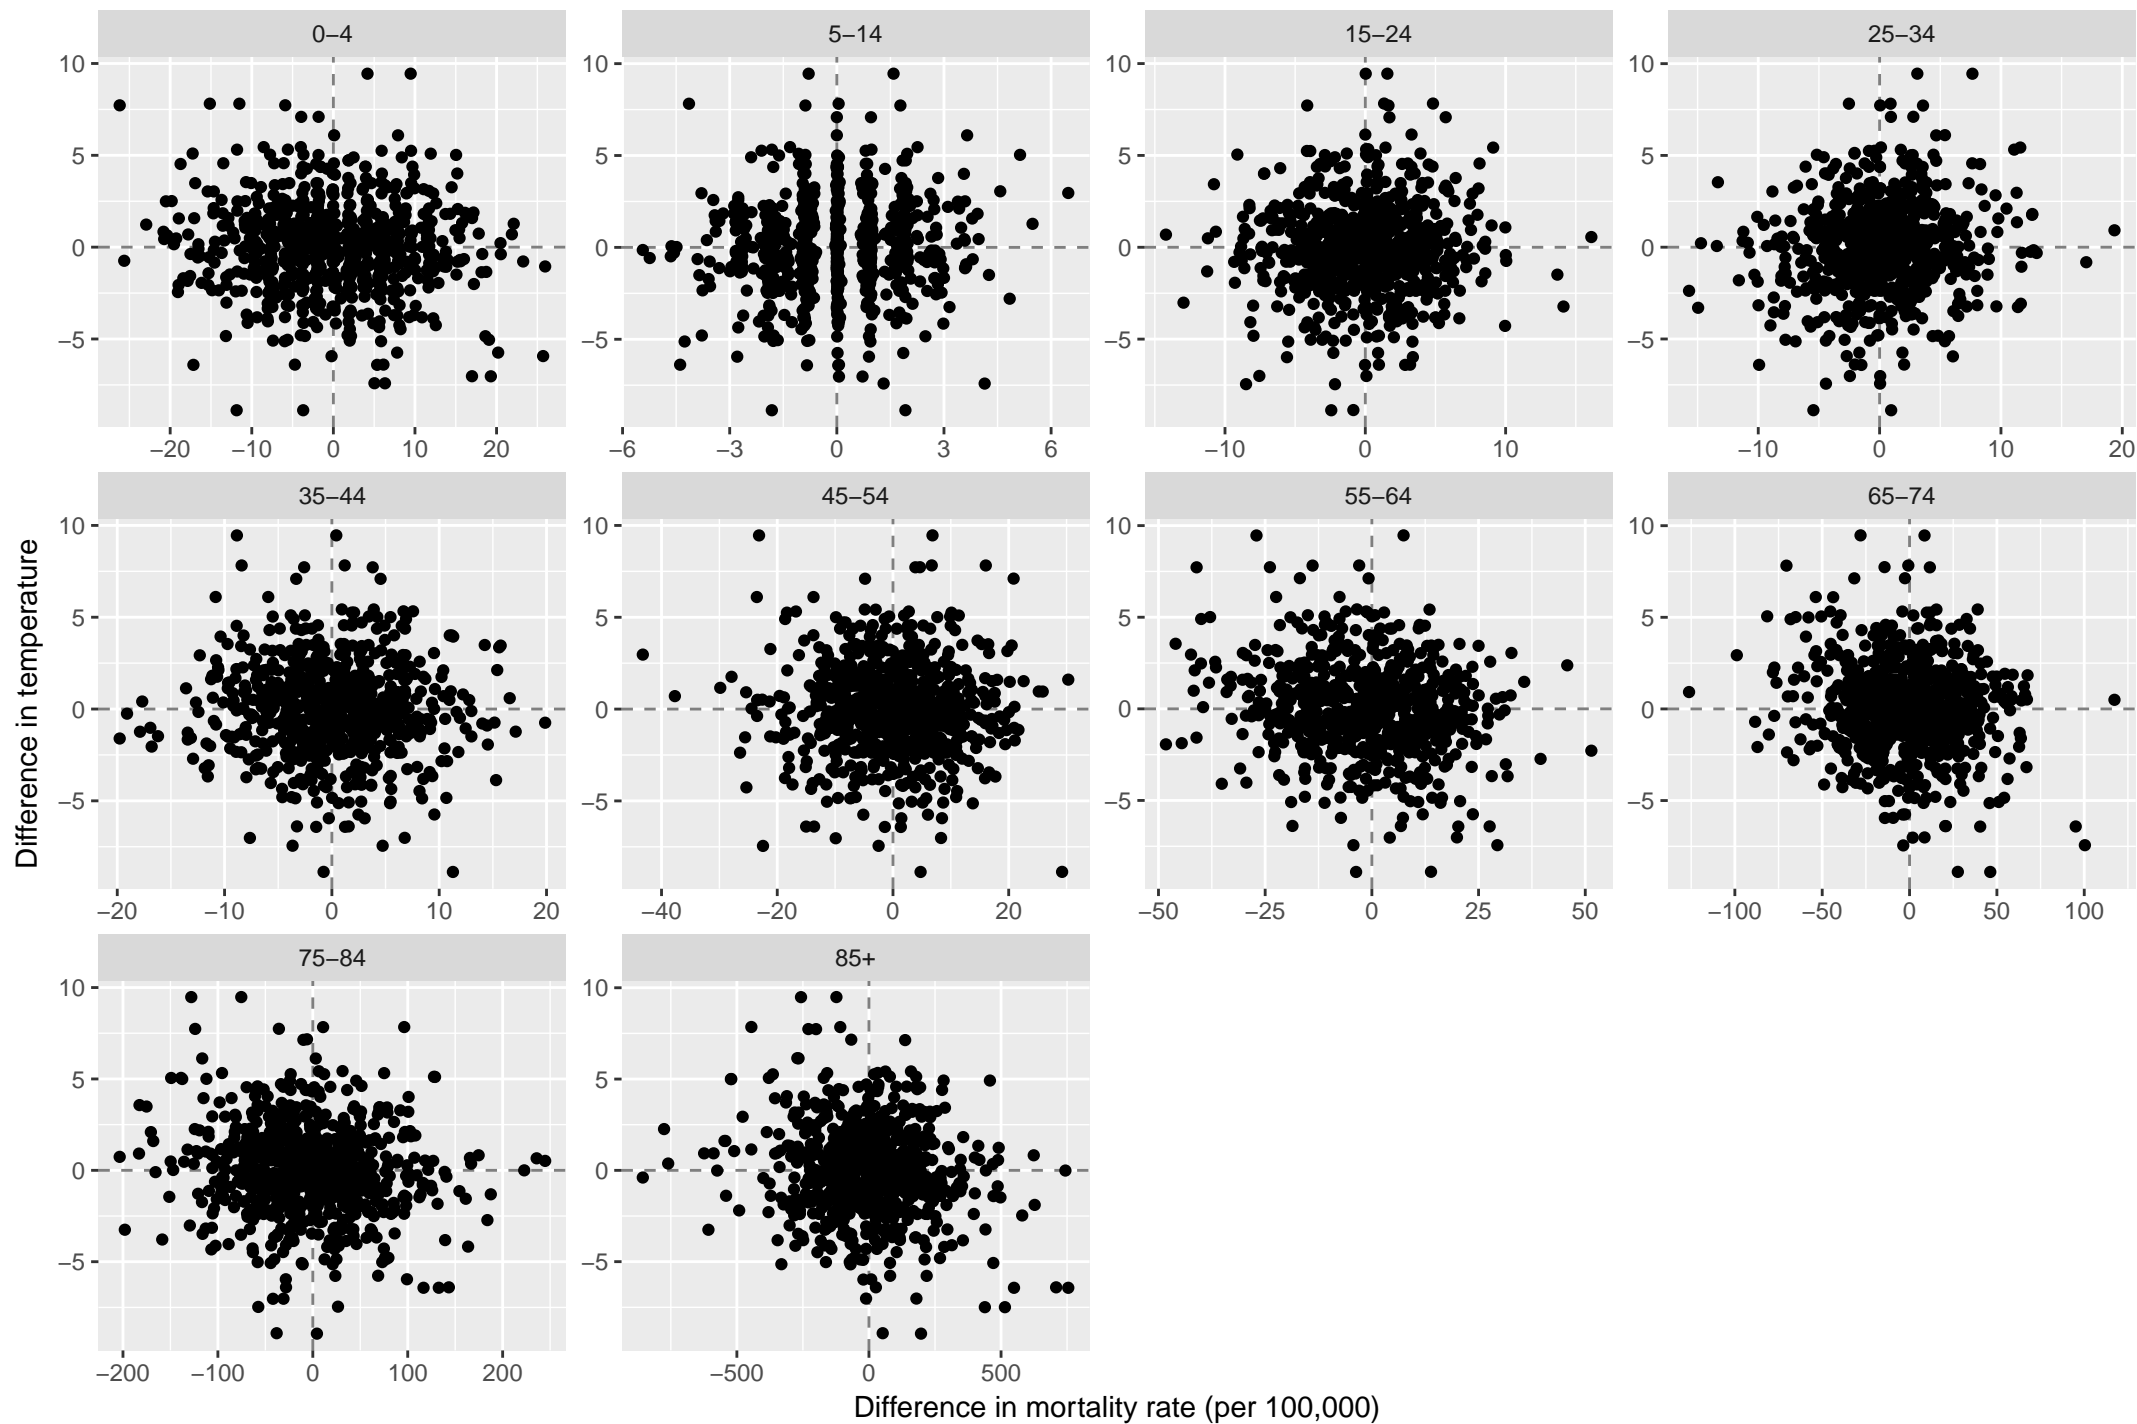 0−4 5−14 15−24 25−34
10 10 10 10
5 5 5 5
0 0 0 0
−5 −5 −5 −5
−20 −10 0 10 20 −6 −3 0 3 6 −10 0 10 −10 0 10 20
35−44 45−54 55−64 65−74
10 10 10 10
5 5 5 5
0 0 0 0
−5 −5 −5 −5
−20 −10 0 10 20 −40 −20 0 20 −50 −25 0 25 50 −100 −50 0 50 100
Difference in temperature
75−84 85+
10 10
5 5
0 0
−5 −5
−200 −100 0 100 200 −500 0 500
Difference in mortality rate (per 100,000)